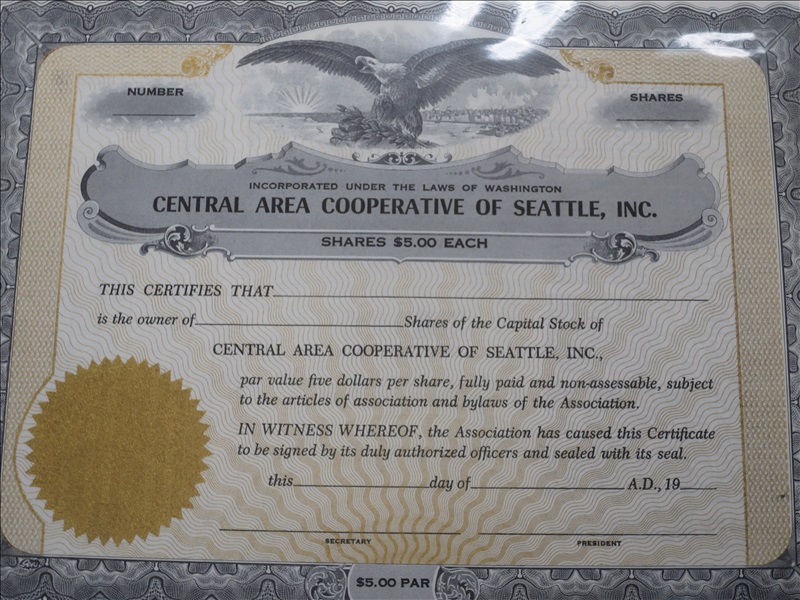 NUMBER
SHARES
INCORPORATED UNDER THE LAWS OF WASHINGTON
CENTRAL AREA COOPERATIVE OF SEATTLE, INC.
SHARES $5.00 EACH
THIS CERTIFIES THAT
is the owner of Shares of the Capital Stock of
CENTRAL AREA COOPERATIVE OF SEATTLE, INC.,
par value five dollars per share, fully paid and non-assessable, subject
to the articles of association and bylaws of the Association.
IN WITNESS WHEREOF, the Association has caused this Certificate
to be signed by its duly authorized officers and sealed with its seal.
this day of A.D., 19
SECRETARY PRESIDENT
$5.00 PAR